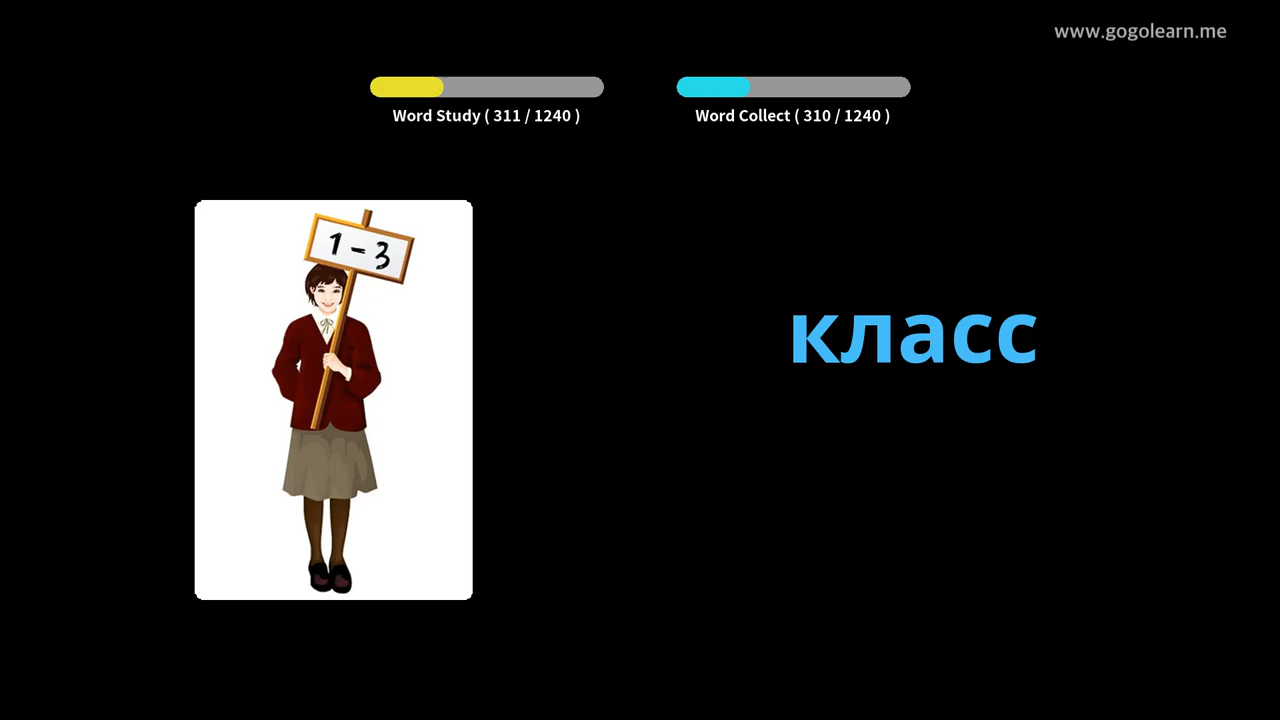 www.gogolearn.me
Word Study ( 311 / 1240 )
Word Collect ( 310 / 1240 )
1 - 3
класс